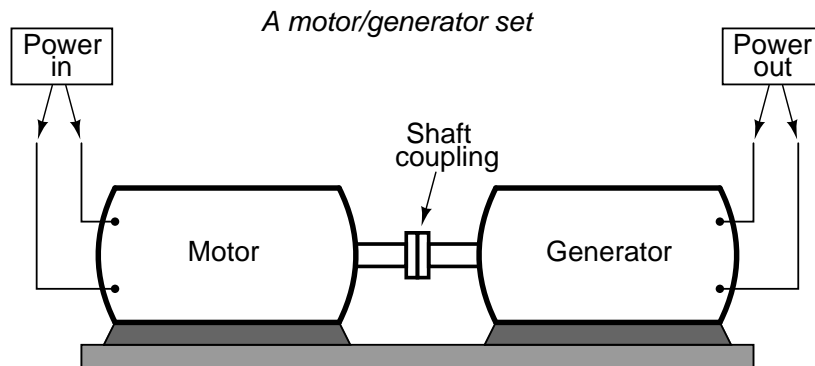 A motor/generator set
Power
in
Power
out
Shaft
coupling
Motor
Generator